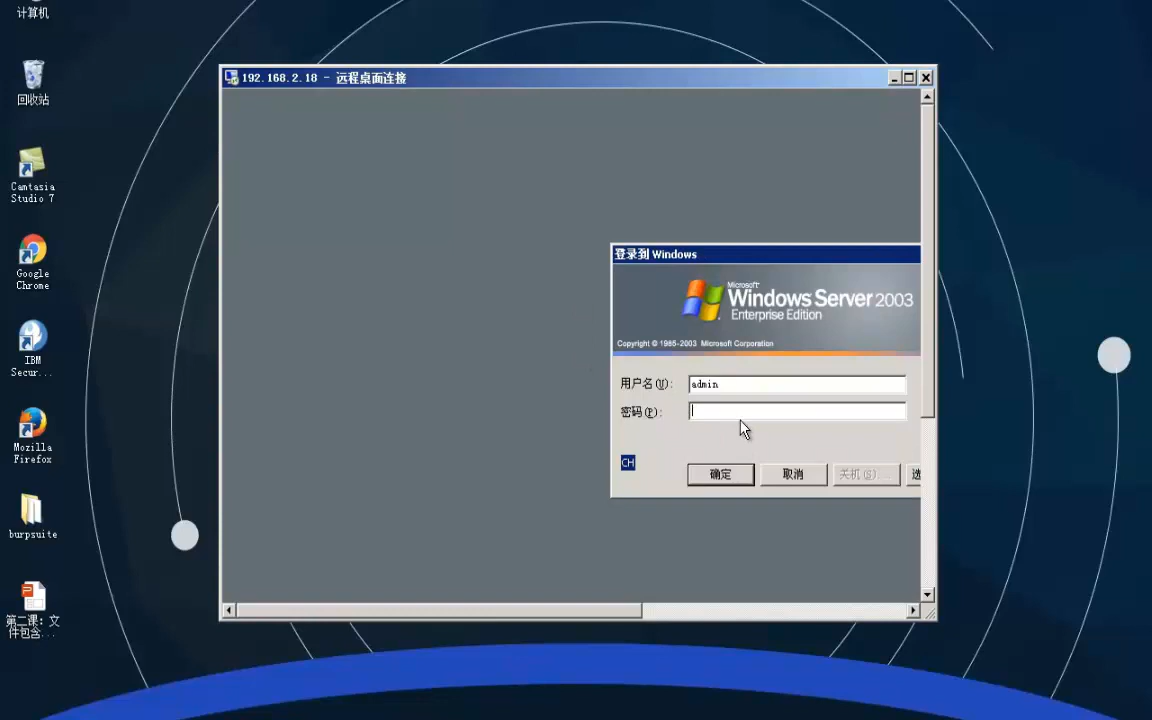 计算机
回收站
Camtasia
Studio 7
Google
Chrome
IBM
Secur...
Mozilla
Firefox
burpsuite
第二课：文
件包含...
192.168.2.18 - 远程桌面连接
登录到 Windows
Microsoft
Windows Server 2003
Enterprise Edition
Copyright © 1985-2003 Microsoft Corporation
用户名(U): admin
密码(P):
CH
确定 取消 关机(S)... 选